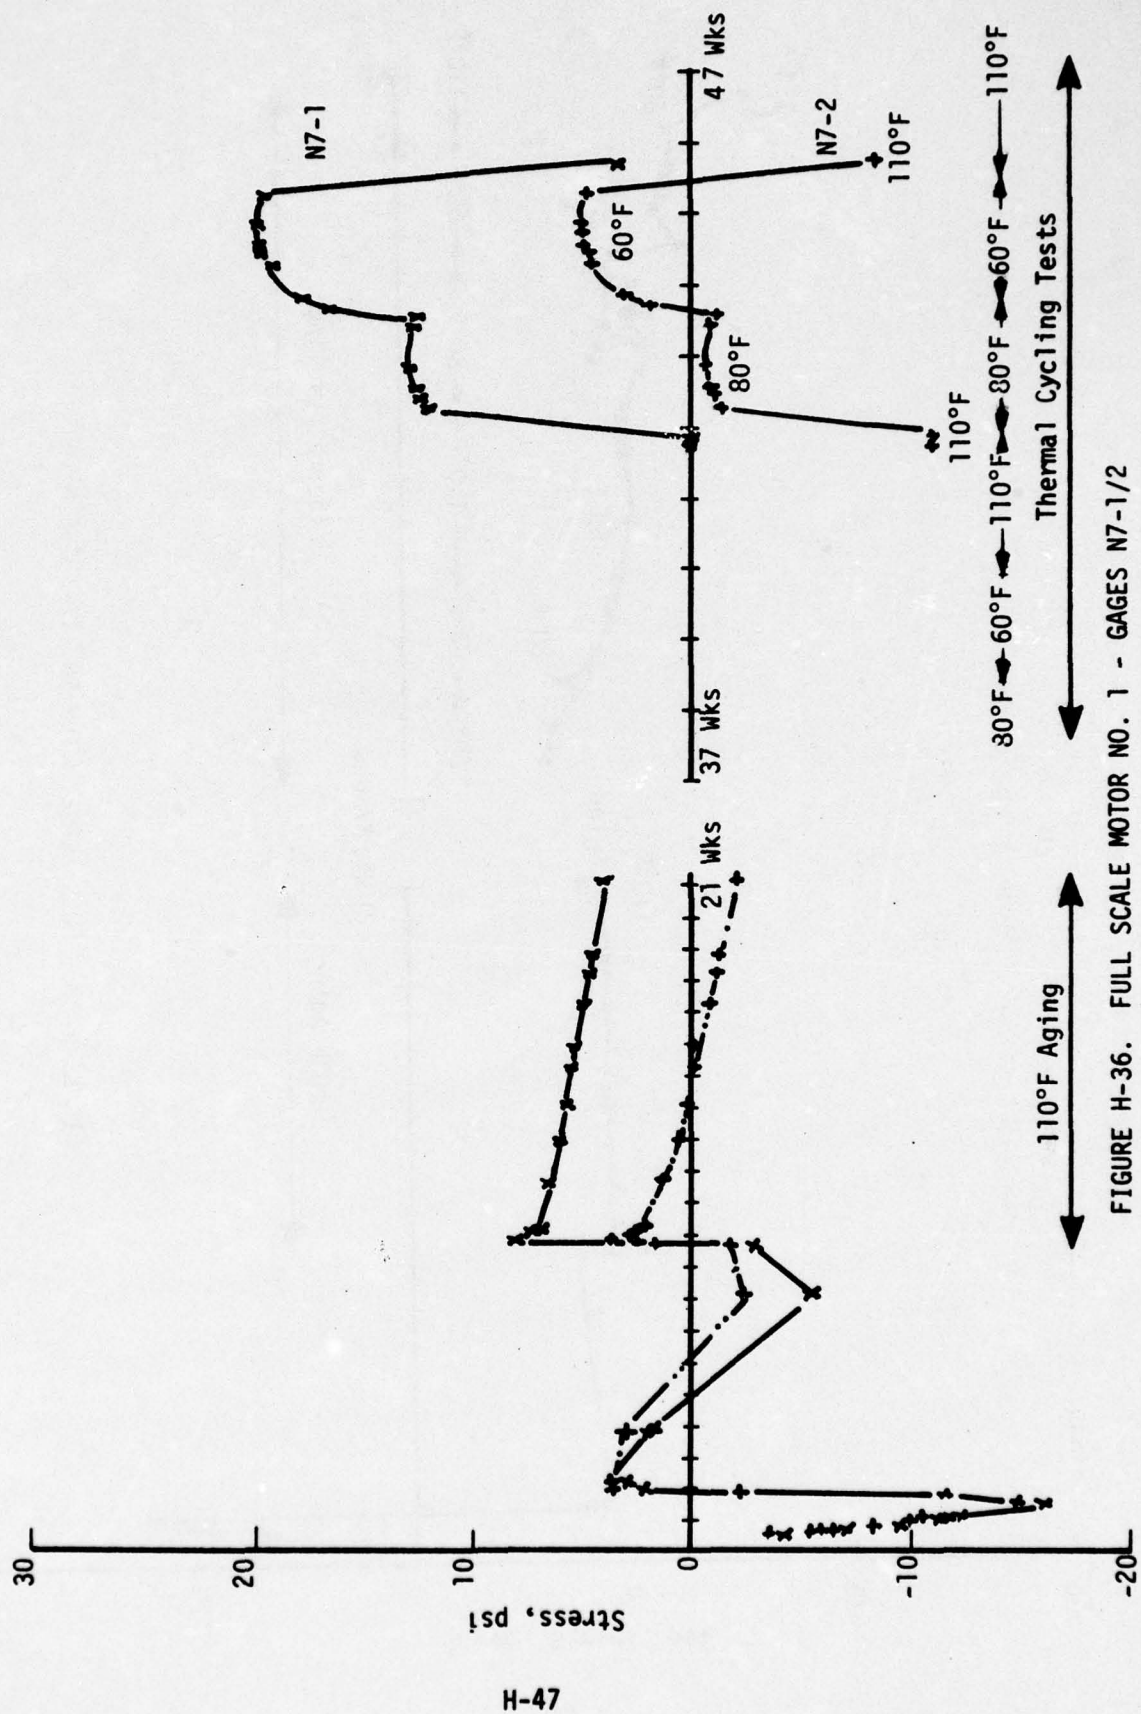 30
20
10
0
-10
-20
Stress, psi
21 Wks
37 Wks
47 Wks
N7-1
N7-2
110°F
80°F
60°F
110°F
110°F Aging
80°F 60°F 110°F 80°F 60°F 110°F
Thermal Cycling Tests
FIGURE H-36. FULL SCALE MOTOR NO. 1 - GAGES N7-1/2
H-47